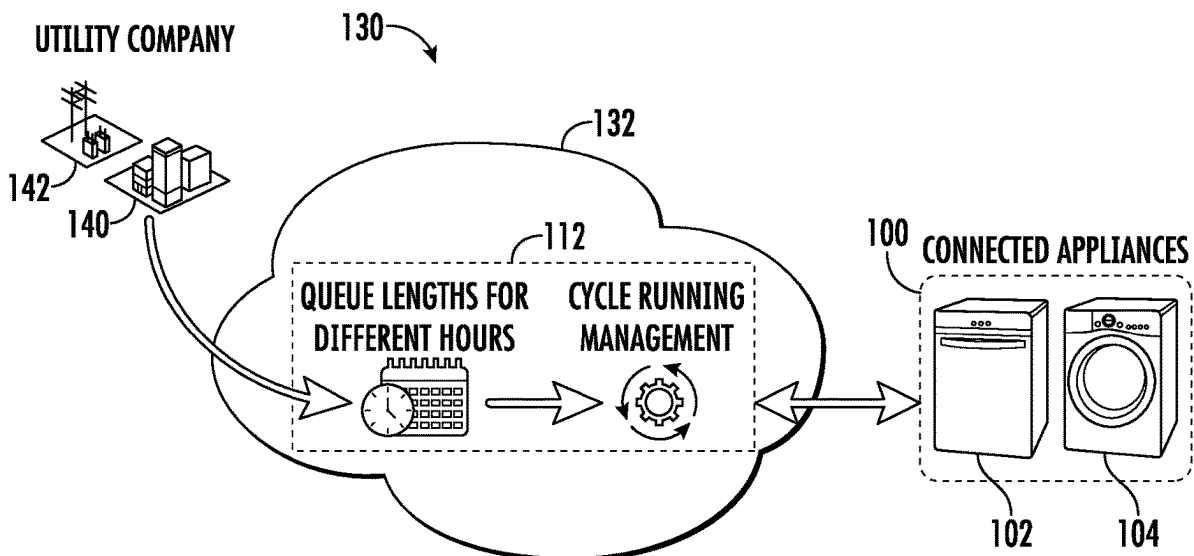 UTILITY COMPANY
130
132
142
140
112
100
CONNECTED APPLIANCES
QUEUE LENGTHS FOR
DIFFERENT HOURS
CYCLE RUNNING
MANAGEMENT
102
104